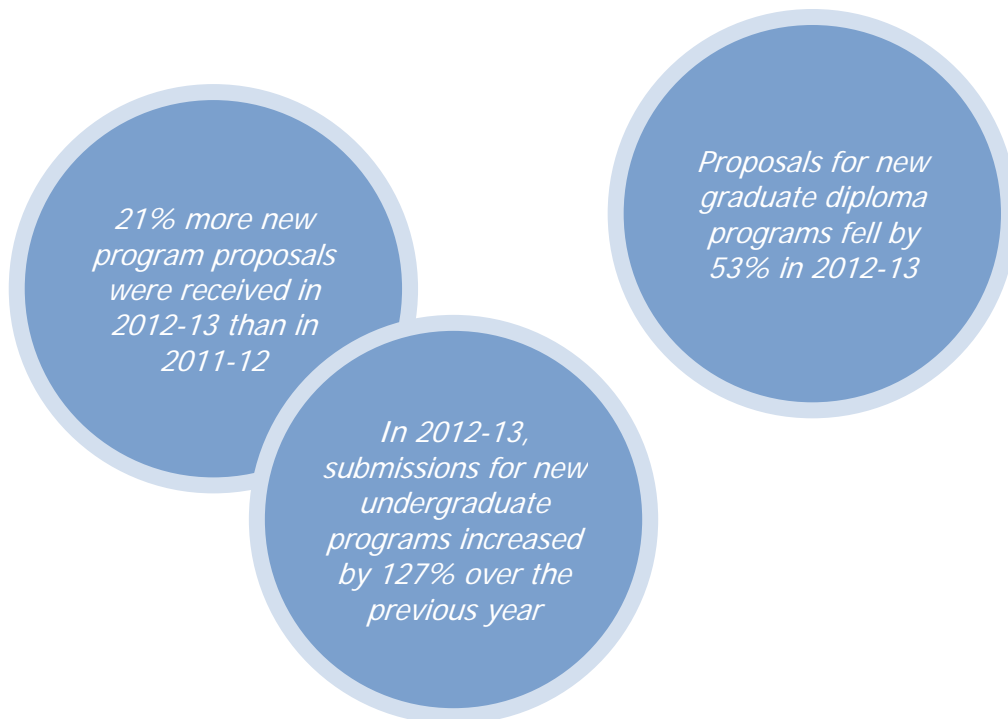 21% more new
program proposals
were received in
2012-13 than in
2011-12
In 2012-13,
submissions for new
undergraduate
programs increased
by 127% over the
previous year
Proposals for new
graduate diploma
programs fell by
53% in 2012-13